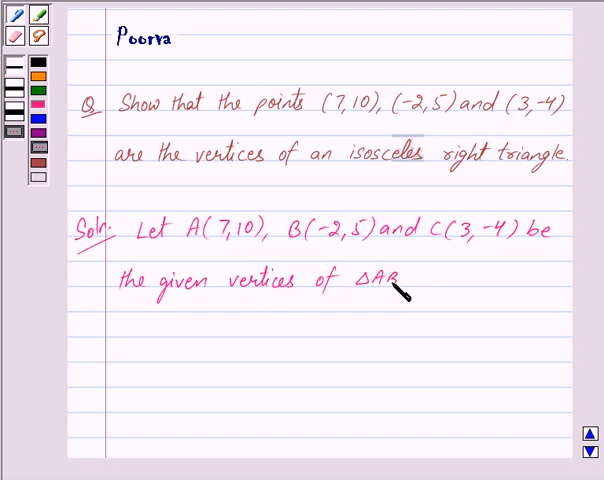 Poorva
Q Show that the points (7,10), (-2,5) and (3,-4)
are the vertices of an isosceles right triangle.
Soln: Let A(7,10), B(-2,5) and C(3,-4) be
the given vertices of ΔAB